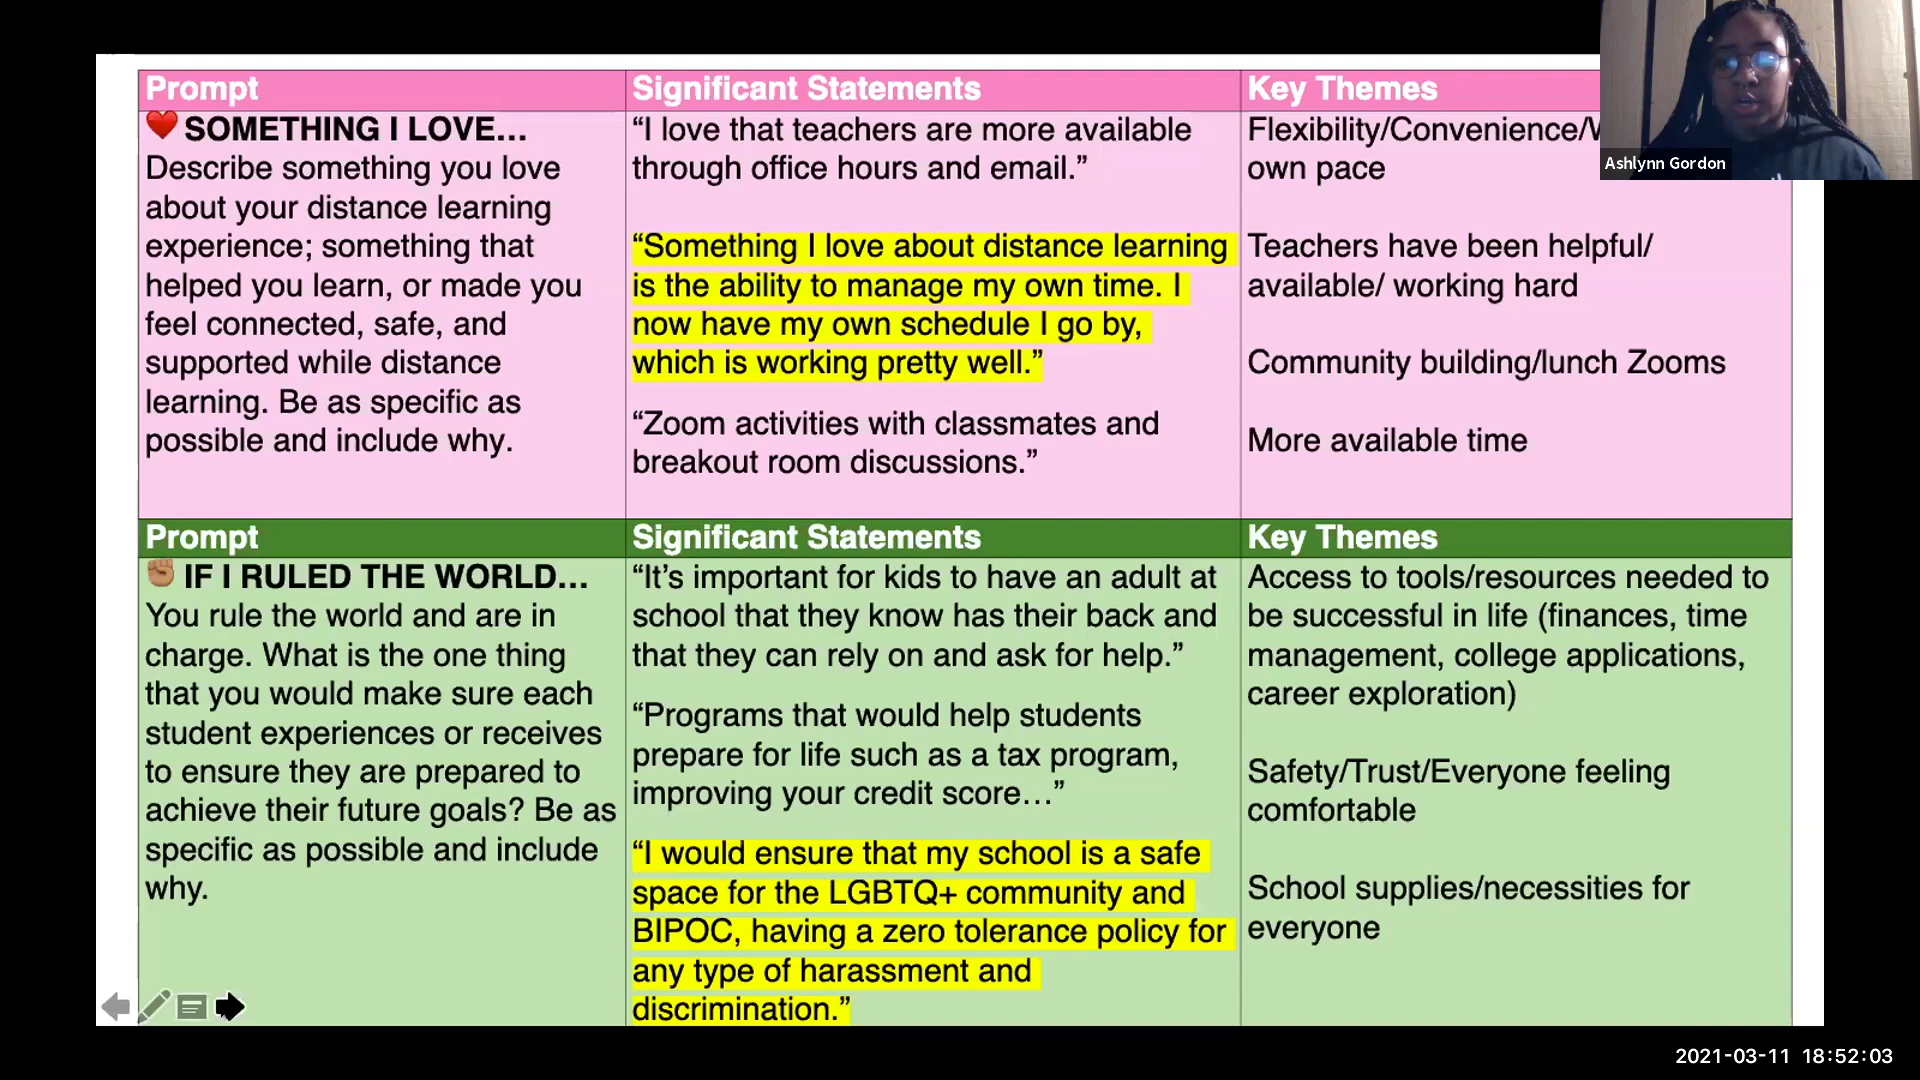 Prompt
Significant Statements
Key Themes
SOMETHING I LOVE...
Describe something you love
about your distance learning
experience; something that
helped you learn, or made you
feel connected, safe, and
supported while distance
learning. Be as specific as
possible and include why.
“I love that teachers are more available
through office hours and email.”
“Something I love about distance learning
is the ability to manage my own time. I
now have my own schedule I go by,
which is working pretty well.”
“Zoom activities with classmates and
breakout room discussions.”
Flexibility/Convenience/
own pace
Teachers have been helpful/
available/ working hard
Community building/lunch Zooms
More available time
Prompt
Significant Statements
Key Themes
IF I RULED THE WORLD...
You rule the world and are in
charge. What is the one thing
that you would make sure each
student experiences or receives
to ensure they are prepared to
achieve their future goals? Be as
specific as possible and include
why.
“It’s important for kids to have an adult at
school that they know has their back and
that they can rely on and ask for help.”
“Programs that would help students
prepare for life such as a tax program,
improving your credit score…”
“I would ensure that my school is a safe
space for the LGBTQ+ community and
BIPOC, having a zero tolerance policy for
any type of harassment and
discrimination.”
Access to tools/resources needed to
be successful in life (finances, time
management, college applications,
career exploration)
Safety/Trust/Everyone feeling
comfortable
School supplies/necessities for
everyone
Ashlynn Gordon
2021-03-11 18:52:03